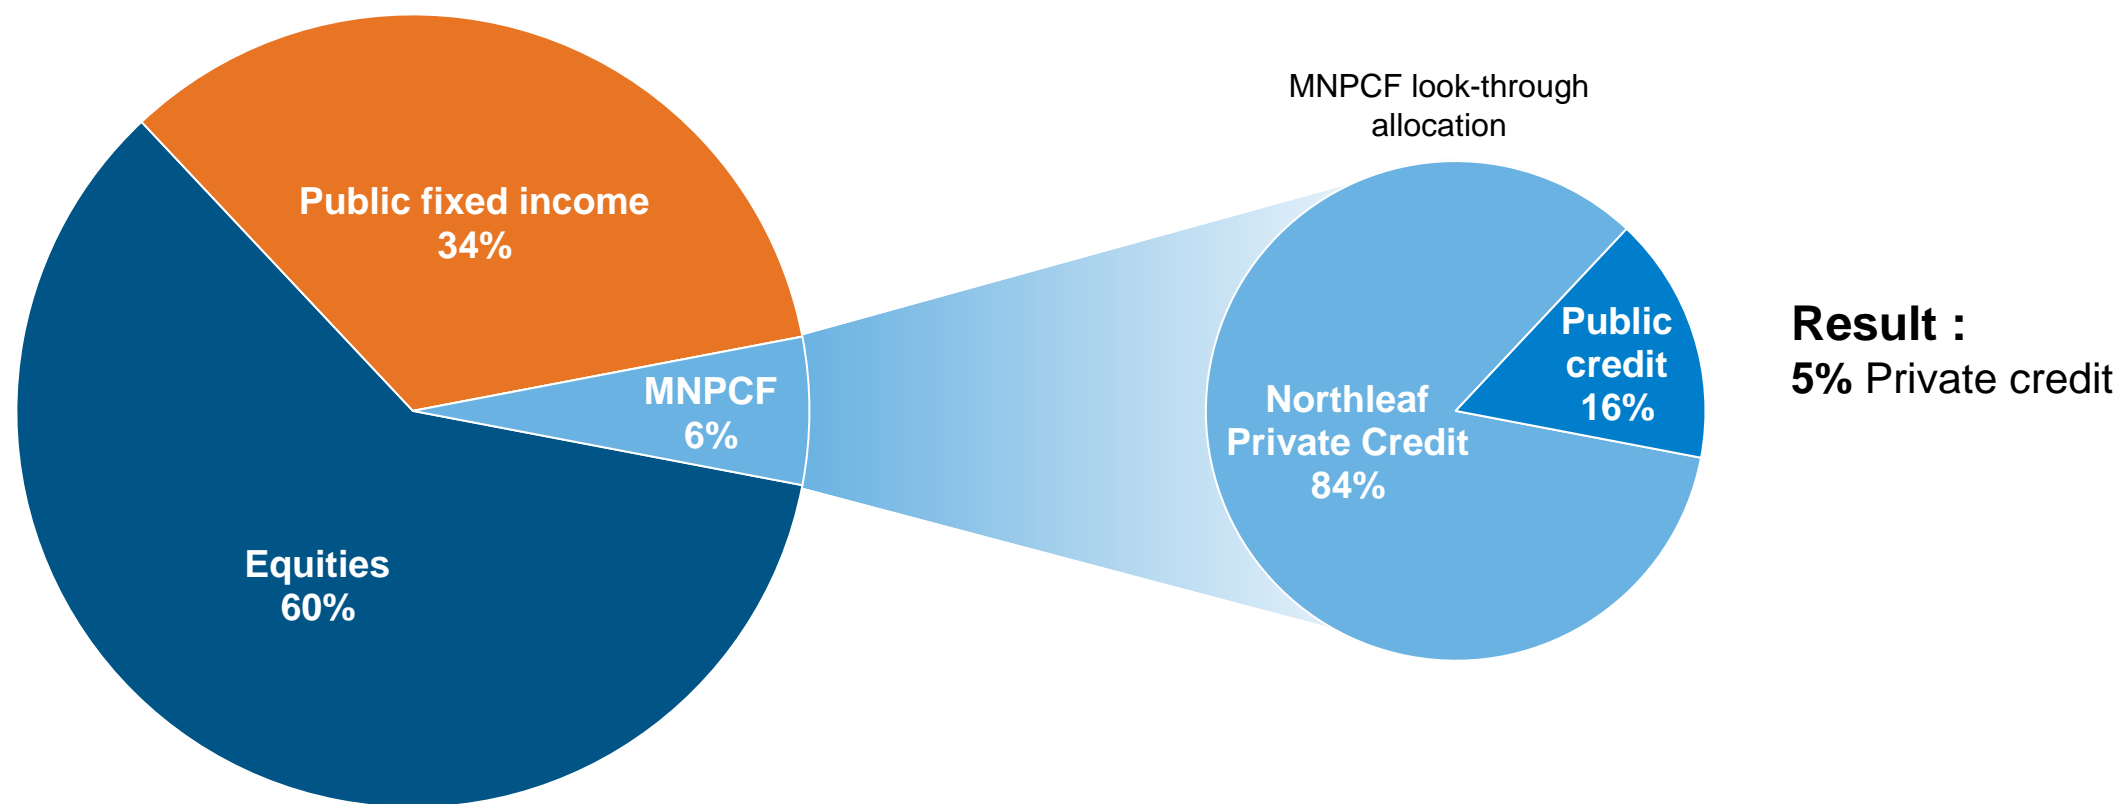 Public fixed income
34%
MNPCF
6%
Equities
60%
MNPCF look-through
allocation
Public
credit
16%
Northleaf
Private Credit
84%
Result :
5% Private credit